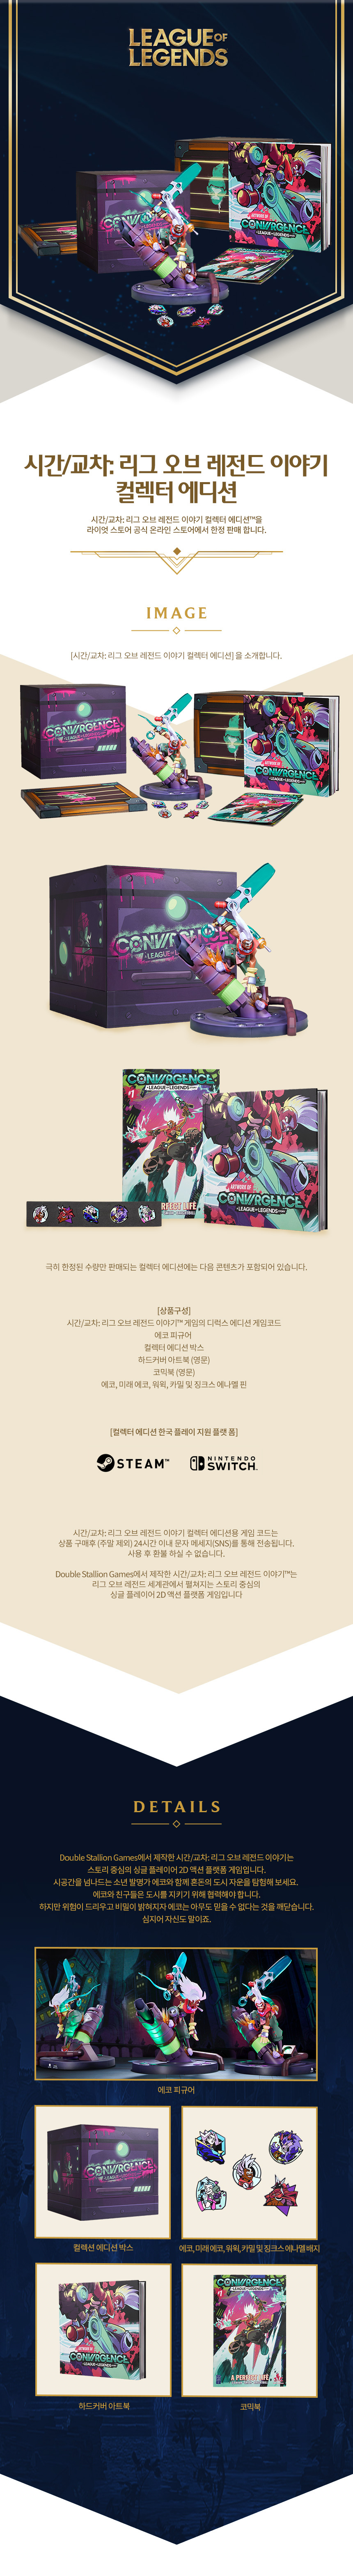 LEAGUE OF
LEGENDS
CONVRGENCE
ARTWORK OF
CONVRGENCE
시간/교차: 리그 오브 레전드 이야기
컬렉터 에디션
시간/교차: 리그 오브 레전드 이야기 컬렉터 에디션™을
라이엇 스토어 공식 온라인 스토어에서 한정 판매 합니다.
IMAGE
[시간/교차: 리그 오브 레전드 이야기 컬렉터 에디션] 을 소개합니다.
CONVRGENCE
ARTWORK OF
CONVRGENCE
CONVRGENCE
#1
ARTWORK OF
CONVRGENCE
극히 한정된 수량만 판매되는 컬렉터 에디션에는 다음 콘텐츠가 포함되어 있습니다.
[상품구성]
시간/교차: 리그 오브 레전드 이야기™ 게임의 디럭스 에디션 게임코드
에코 피규어
컬렉터 에디션 박스
하드커버 아트북 (영문)
코믹북 (영문)
에코, 미래 에코, 워윅, 카밀 및 징크스 에나멜 핀
[컬렉터 에디션 한국 플레이 지원 플랫 폼]
STEAM™
NINTENDO
SWITCH
시간/교차: 리그 오브 레전드 이야기 컬렉터 에디션용 게임 코드는
상품 구매후 (주말 제외) 24시간 이내 문자 메세지(SNS)를 통해 전송됩니다.
사용 후 환불 하실 수 없습니다.
Double Stallion Games에서 제작한 시간/교차: 리그 오브 레전드 이야기™는
리그 오브 레전드 세계관에서 펼쳐지는 스토리 중심의
싱글 플레이어 2D 액션 플랫폼 게임입니다
DETAILS
Double Stallion Games에서 제작한 시간/교차: 리그 오브 레전드 이야기는
스토리 중심의 싱글 플레이어 2D 액션 플랫폼 게임입니다.
시공간을 넘나드는 소년 발명가 에코와 함께 혼돈의 도시 자운을 탐험해 보세요.
에코와 친구들은 도시를 지키기 위해 협력해야 합니다.
하지만 위험이 드리우고 비밀이 밝혀지자 에코는 아무도 믿을 수 없다는 것을 깨닫습니다.
심지어 자신도 말이죠.
에코 피규어
CONVRGENCE
컬렉션 에디션 박스
에코, 미래 에코, 워윅, 카밀 및 징크스 에나멜 배지
ARTWORK OF
CONVRGENCE
하드커버 아트북
CONVRGENCE
A PERFECT LIFE
코믹북